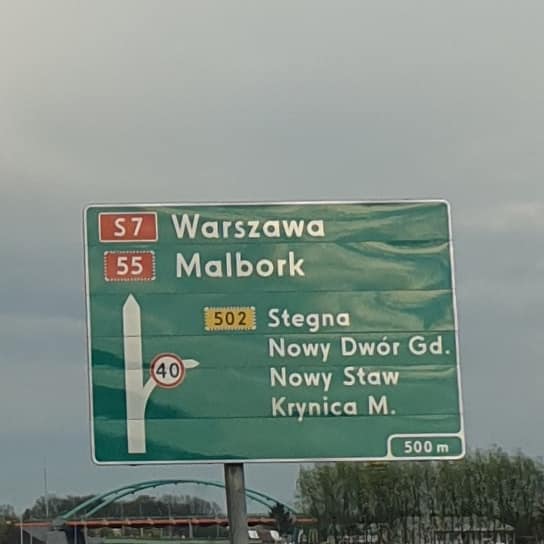 S7 Warszawa
55 Malbork
502 Stegna
Nowy Dwór Gd.
40 Nowy Staw
Krynica M.
500 m